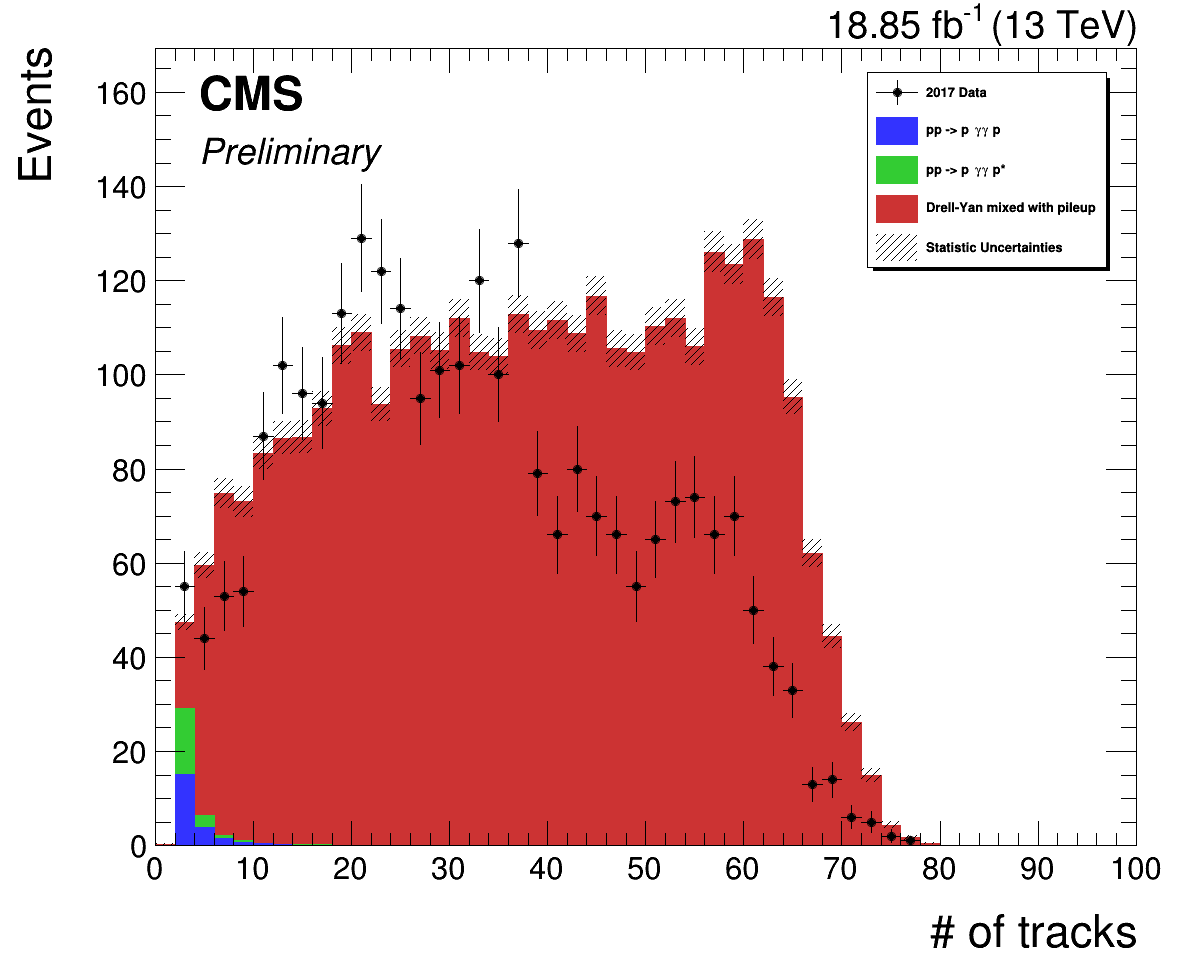 18.85 fb⁻¹ (13 TeV)
Events
CMS
Preliminary
2017 Data
pp -> p γγ p
pp -> p γγ p*
Drell-Yan mixed with pileup
Statistic Uncertainties
160
140
120
100
80
60
40
20
0
0 10 20 30 40 50 60 70 80 90 100
# of tracks